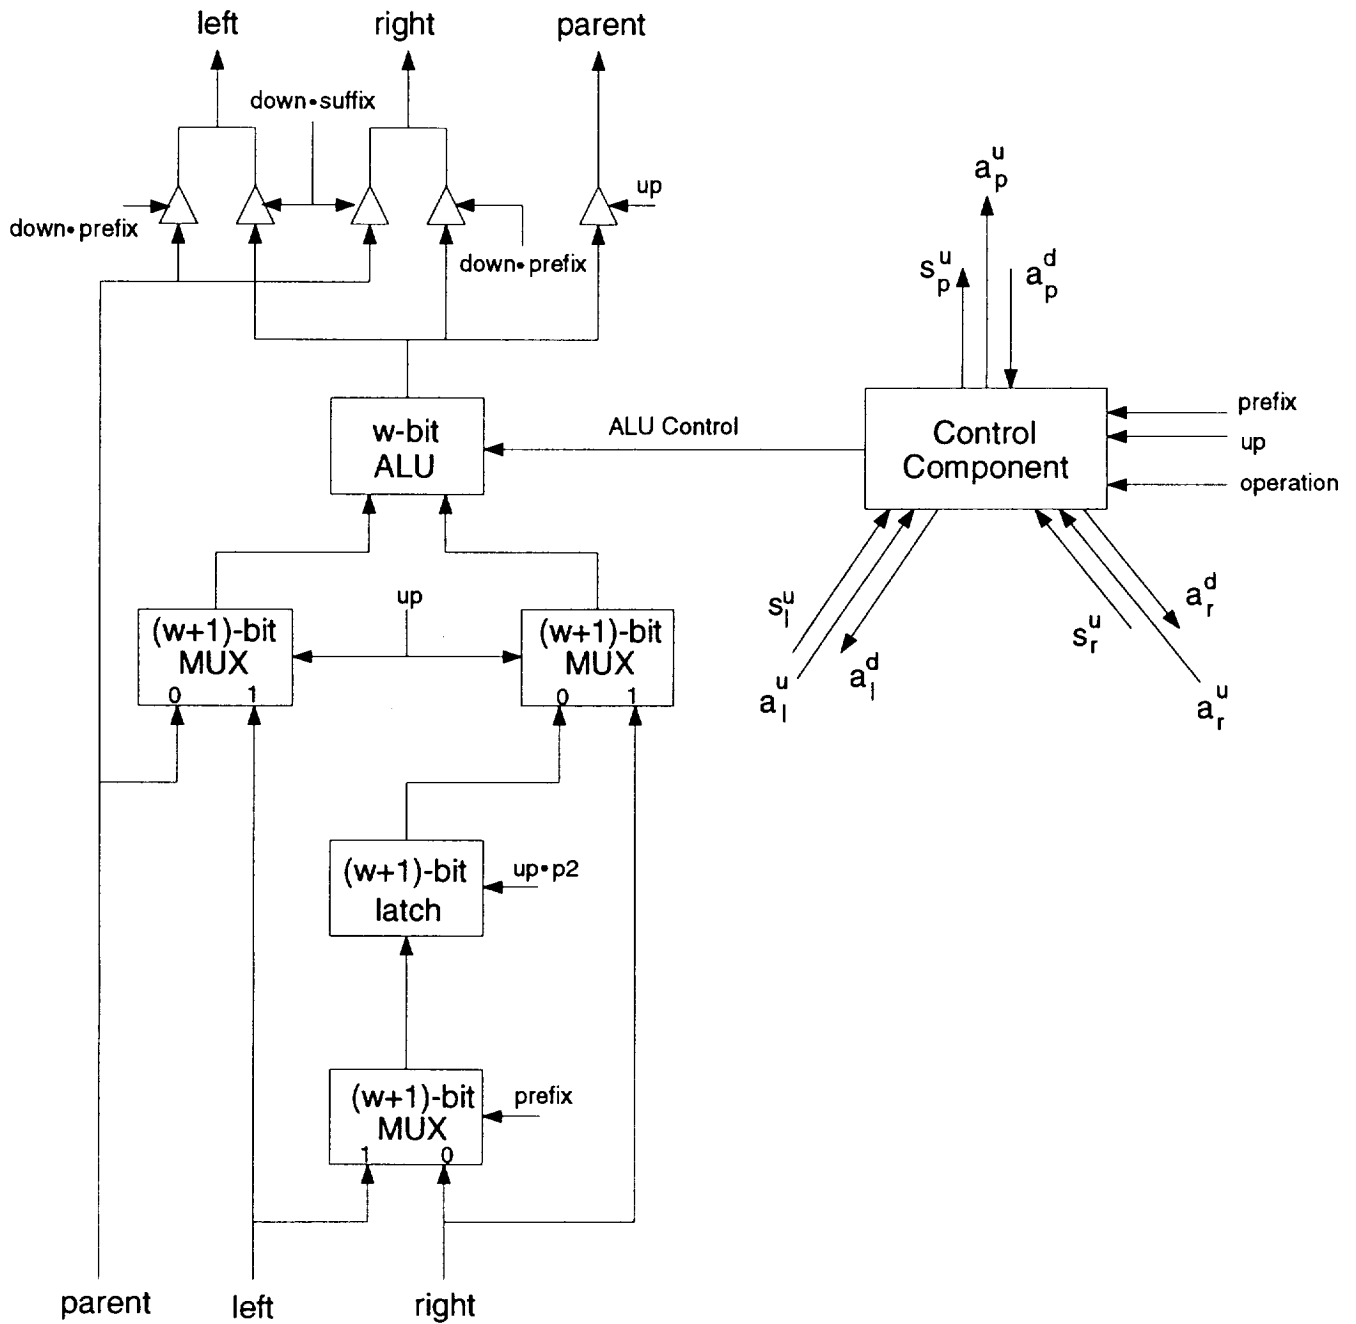 left
right
parent
down•suffix
down•prefix
up
down•prefix
a_p^u
s_p^u
a_p^d
w-bit
ALU
ALU Control
Control
Component
prefix
up
operation
up
(w+1)-bit
MUX
0 1
(w+1)-bit
MUX
0 1
s_l^u
a_l^u
a_l^d
s_r^u
a_r^d
a_r^u
(w+1)-bit
latch
up•p2
(w+1)-bit
MUX
1 0
prefix
parent
left
right